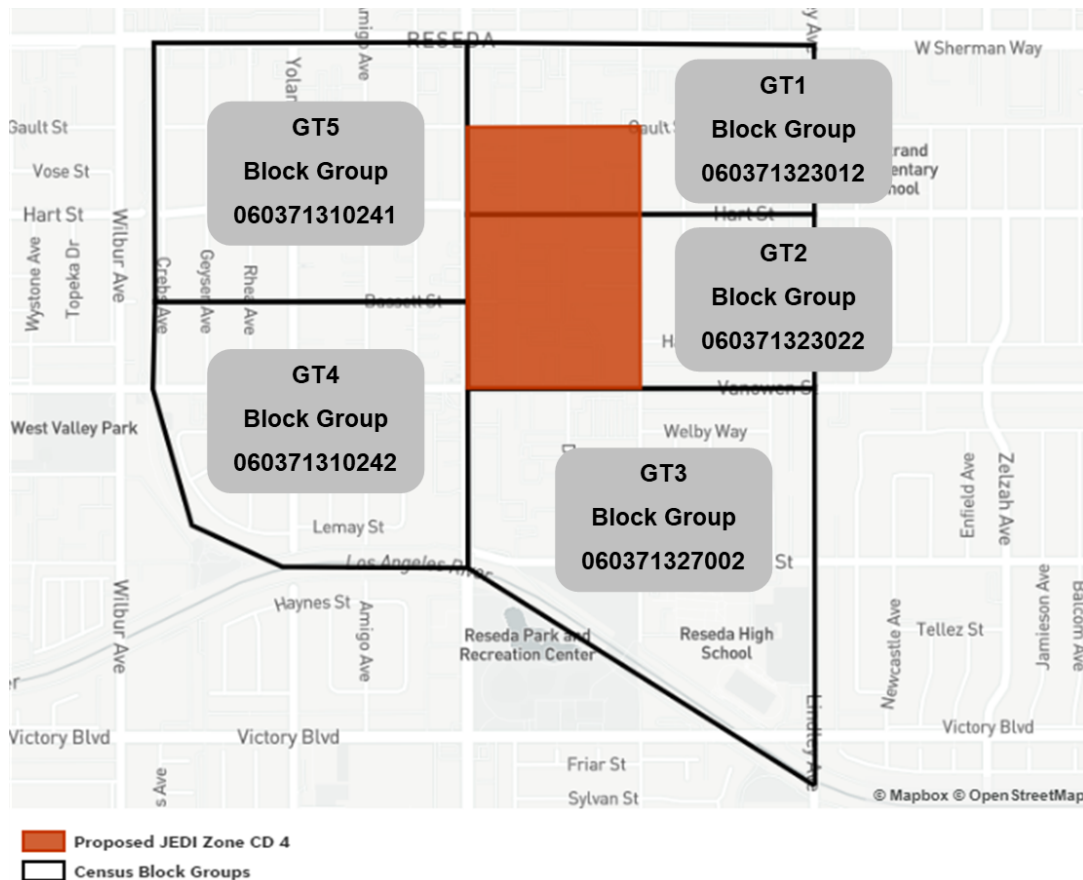 RESEDA
W Sherman Way
Amigo Ave
Gault St
Vose St
Hart St
Wystone Ave
Topeka Dr
Wilbur Ave
Crebs Ave
Geyser Ave
Rhea Ave
GT5
Block Group
060371310241
GT1
Block Group
060371323012
Gault S
Hart St
GT2
Block Group
060371323022
Bassett St
Vanowen S
West Valley Park
GT4
Block Group
060371310242
Welby Way
GT3
Block Group
060371327002
St
Lemay St
Los Angeles River
Enfield Ave
Zelzah Ave
Haynes St
Amigo Ave
Wilbur Ave
Reseda Park and
Recreation Center
Reseda High
School
Newcastle Ave
Tellez St
Jamieson Ave
Balcom Ave
Lindley Ave
Victory Blvd
Victory Blvd
Victory Blvd
s Ave
Friar St
Sylvan St
© Mapbox © OpenStreetMap
Proposed JEDI Zone CD 4
Census Block Groups